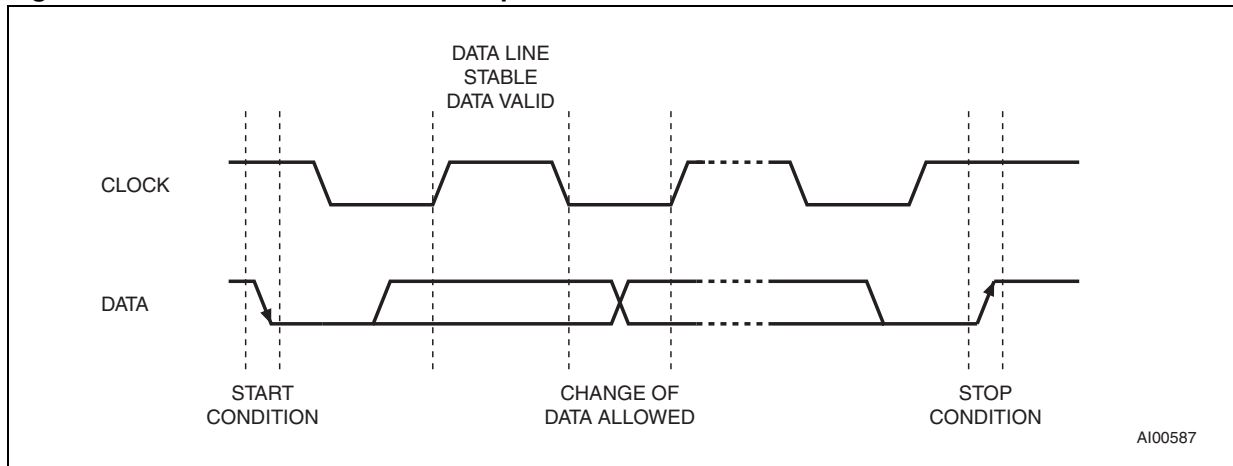 DATA LINE
STABLE
DATA VALID
CLOCK
DATA
START
CONDITION
CHANGE OF
DATA ALLOWED
STOP
CONDITION
AI00587